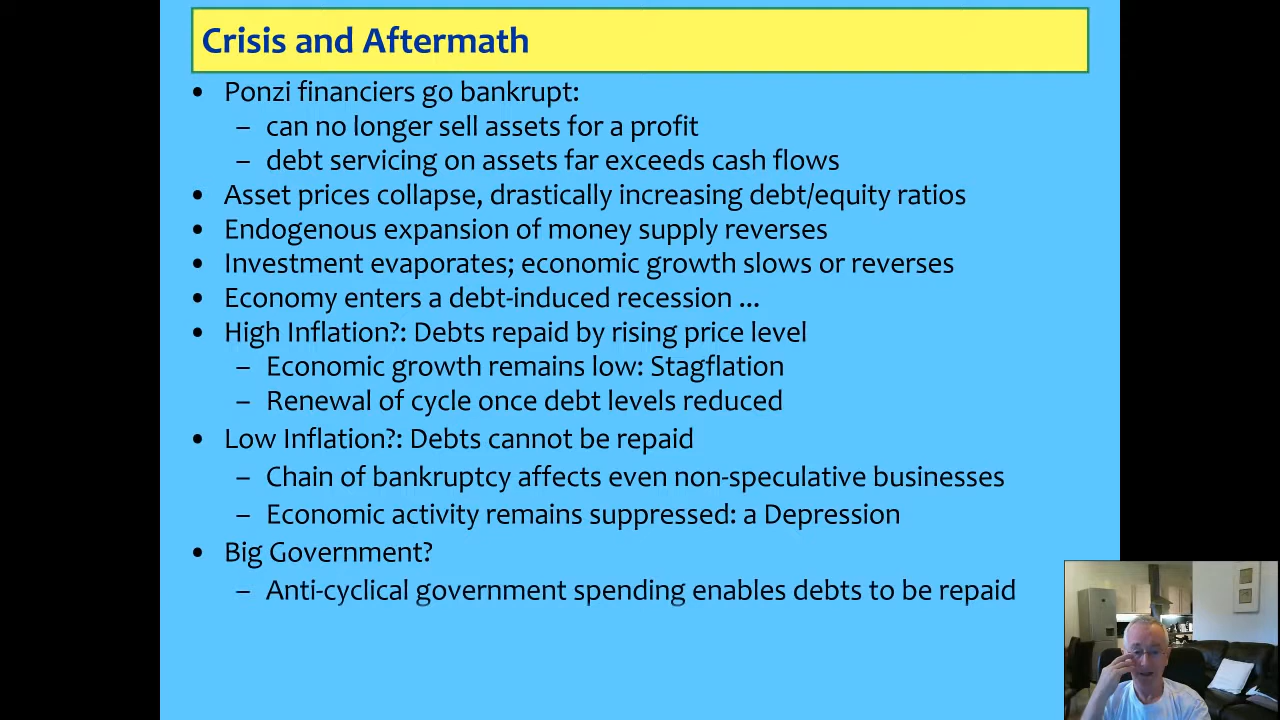 Crisis and Aftermath
• Ponzi financiers go bankrupt:
– can no longer sell assets for a profit
– debt servicing on assets far exceeds cash flows
• Asset prices collapse, drastically increasing debt/equity ratios
• Endogenous expansion of money supply reverses
• Investment evaporates; economic growth slows or reverses
• Economy enters a debt-induced recession ...
• High Inflation?: Debts repaid by rising price level
– Economic growth remains low: Stagflation
– Renewal of cycle once debt levels reduced
• Low Inflation?: Debts cannot be repaid
– Chain of bankruptcy affects even non-speculative businesses
– Economic activity remains suppressed: a Depression
• Big Government?
– Anti-cyclical government spending enables debts to be repaid